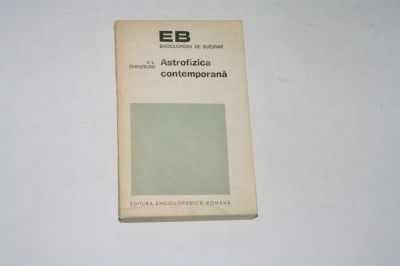 EB
ENCICLOPEDIA DE BUZUNAR
V. L.
GHINZBURG
Astrofizica
contemporană
EDITURA ENCICLOPEDICĂ ROMÂNĂ